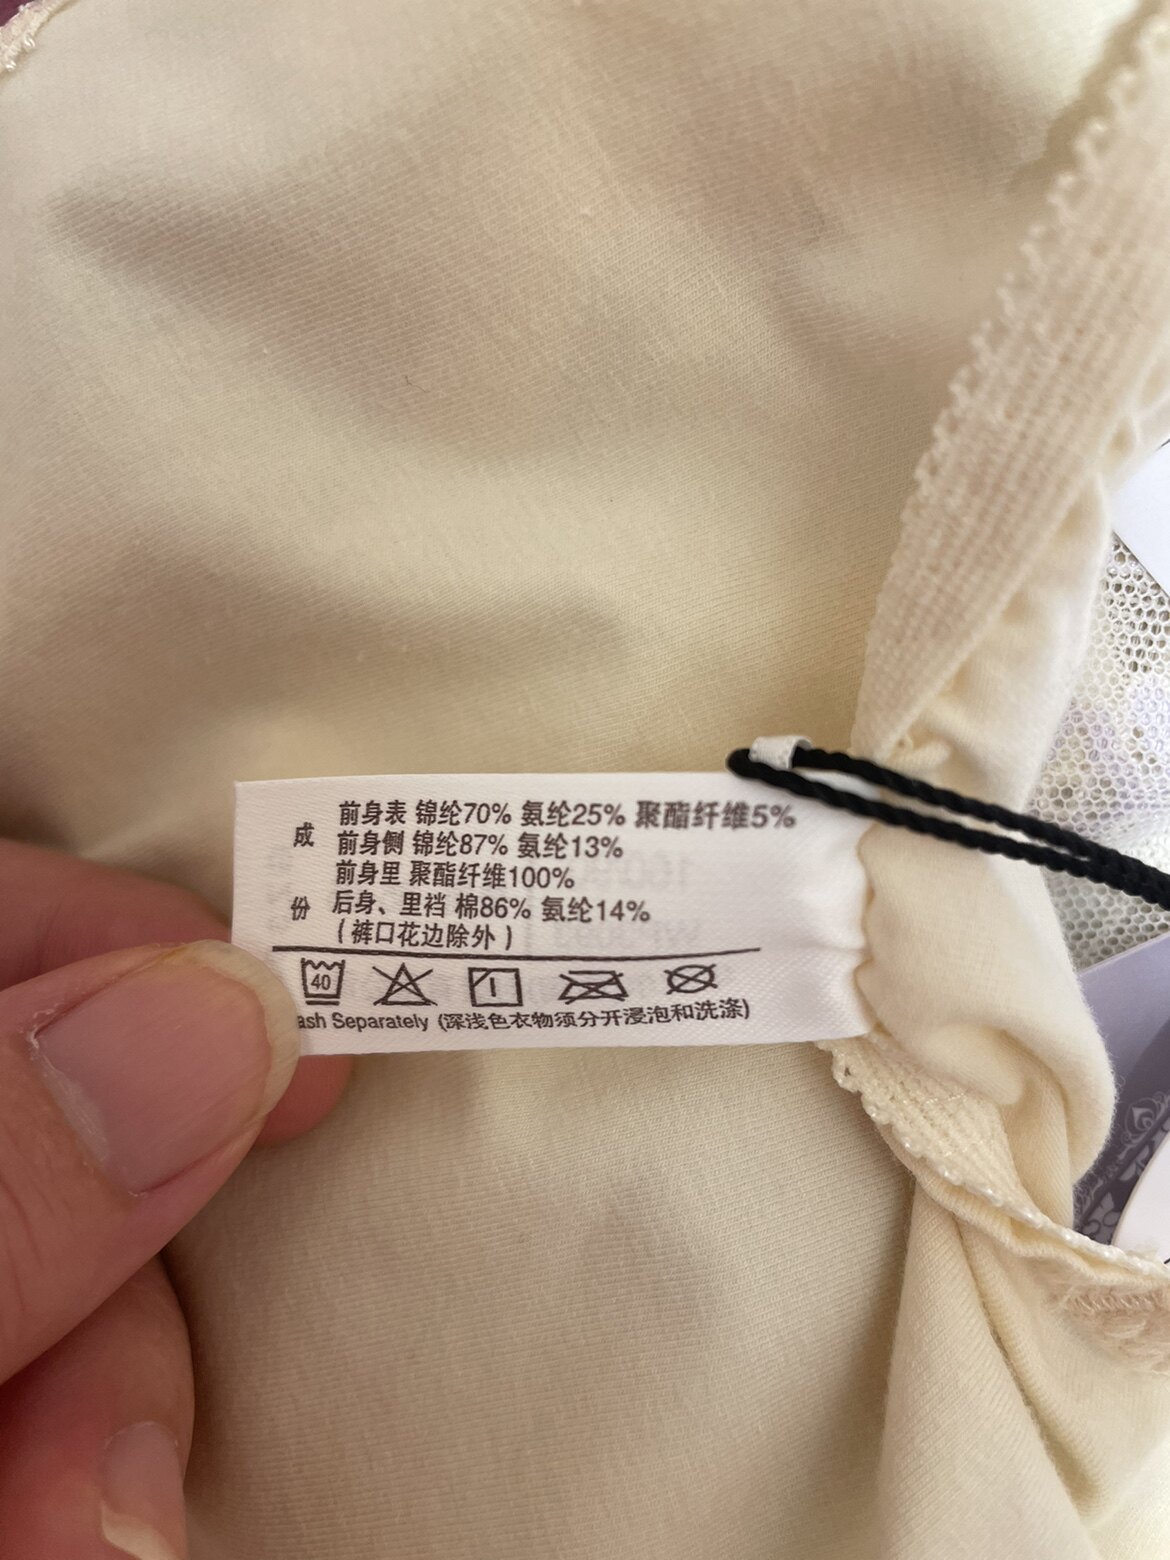 成份
前身表 锦纶70% 氨纶25% 聚酯纤维5%
前身侧 锦纶87% 氨纶13%
前身里 聚酯纤维100%
后身、里裆 棉86% 氨纶14%
(裤口花边除外)
40
Separately (深浅色衣物须分开浸泡和洗涤)